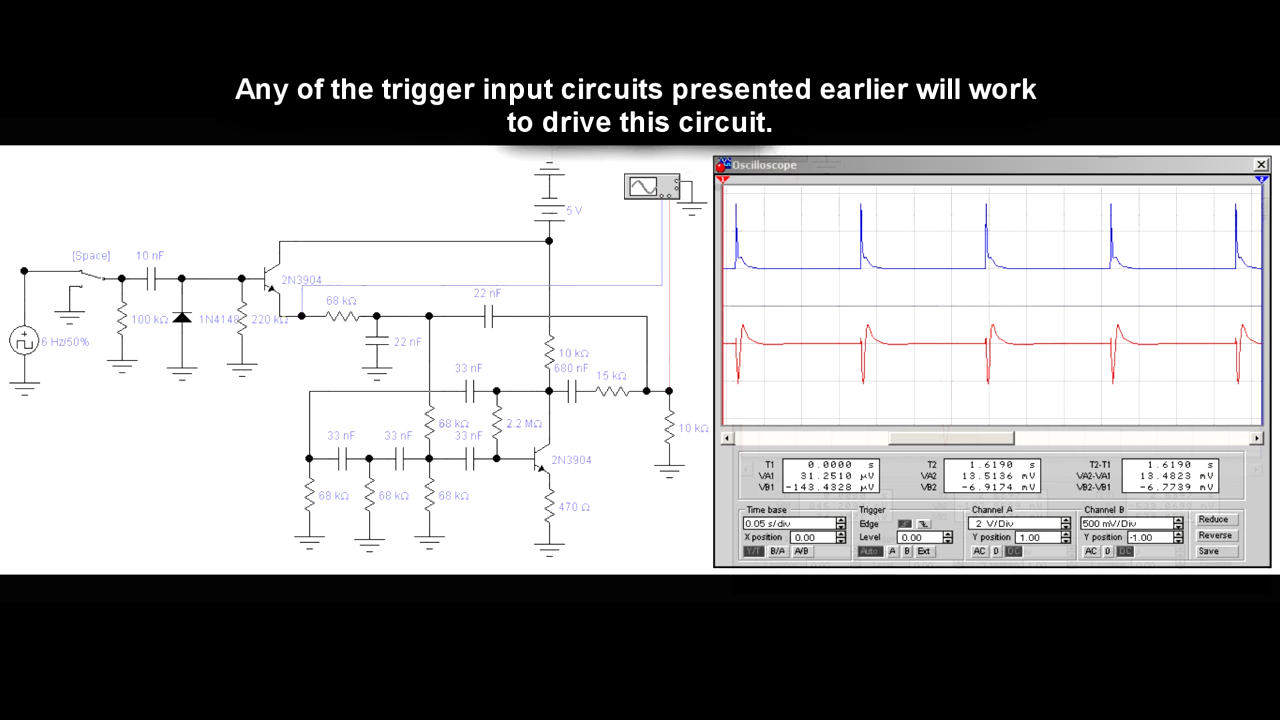 Any of the trigger input circuits presented earlier will work
to drive this circuit.
5 V
[Space]
10 nF
2N3904
100 kΩ
1N4148
220 kΩ
6 Hz/50%
68 kΩ
22 nF
22 nF
10 kΩ
33 nF
680 nF
15 kΩ
68 kΩ
2.2 MΩ
10 kΩ
33 nF
33 nF
33 nF
2N3904
68 kΩ
68 kΩ
68 kΩ
470 Ω
Oscilloscope
1
2
T1 0.0000 s
VA1 31.2510 µV
VB1 -143.4328 µV
T2 1.6190 s
VA2 13.5136 mV
VB2 -6.9174 mV
T2-T1 1.6190 s
VA2-VA1 13.4823 mV
VB2-VB1 -6.7739 mV
Time base
0.05 s/div
X position 0.00
Y/T B/A A/B
Trigger
Edge
Level 0.00
Auto A B Ext
Channel A
2 V/Div
Y position 1.00
AC 0 DC
Channel B
500 mV/Div
Y position -1.00
AC 0 DC
Reduce
Reverse
Save